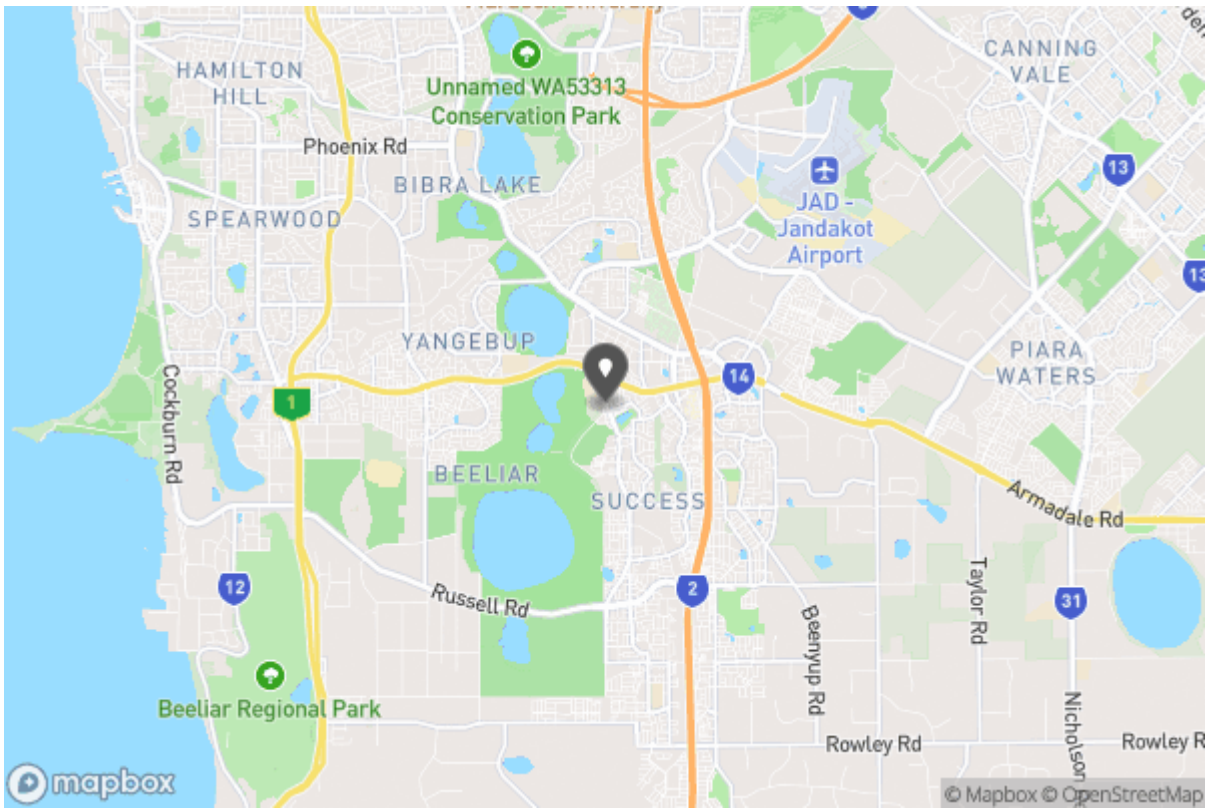 CANNING
VALE
HAMILTON
HILL
Unnamed WA53313
Conservation Park
Phoenix Rd
13
BIBRA LAKE
SPEARWOOD
JAD -
Jandakot
Airport
13
YANGEBUP
PIARA
WATERS
14
1
Cockburn Rd
BEELIAR
SUCCESS
Armadale Rd
12
Russell Rd
2
Beenyup Rd
Taylor Rd
31
Beeliar Regional Park
Nicholson
Rowley Rd
Rowley R
mapbox
© Mapbox © OpenStreetMap